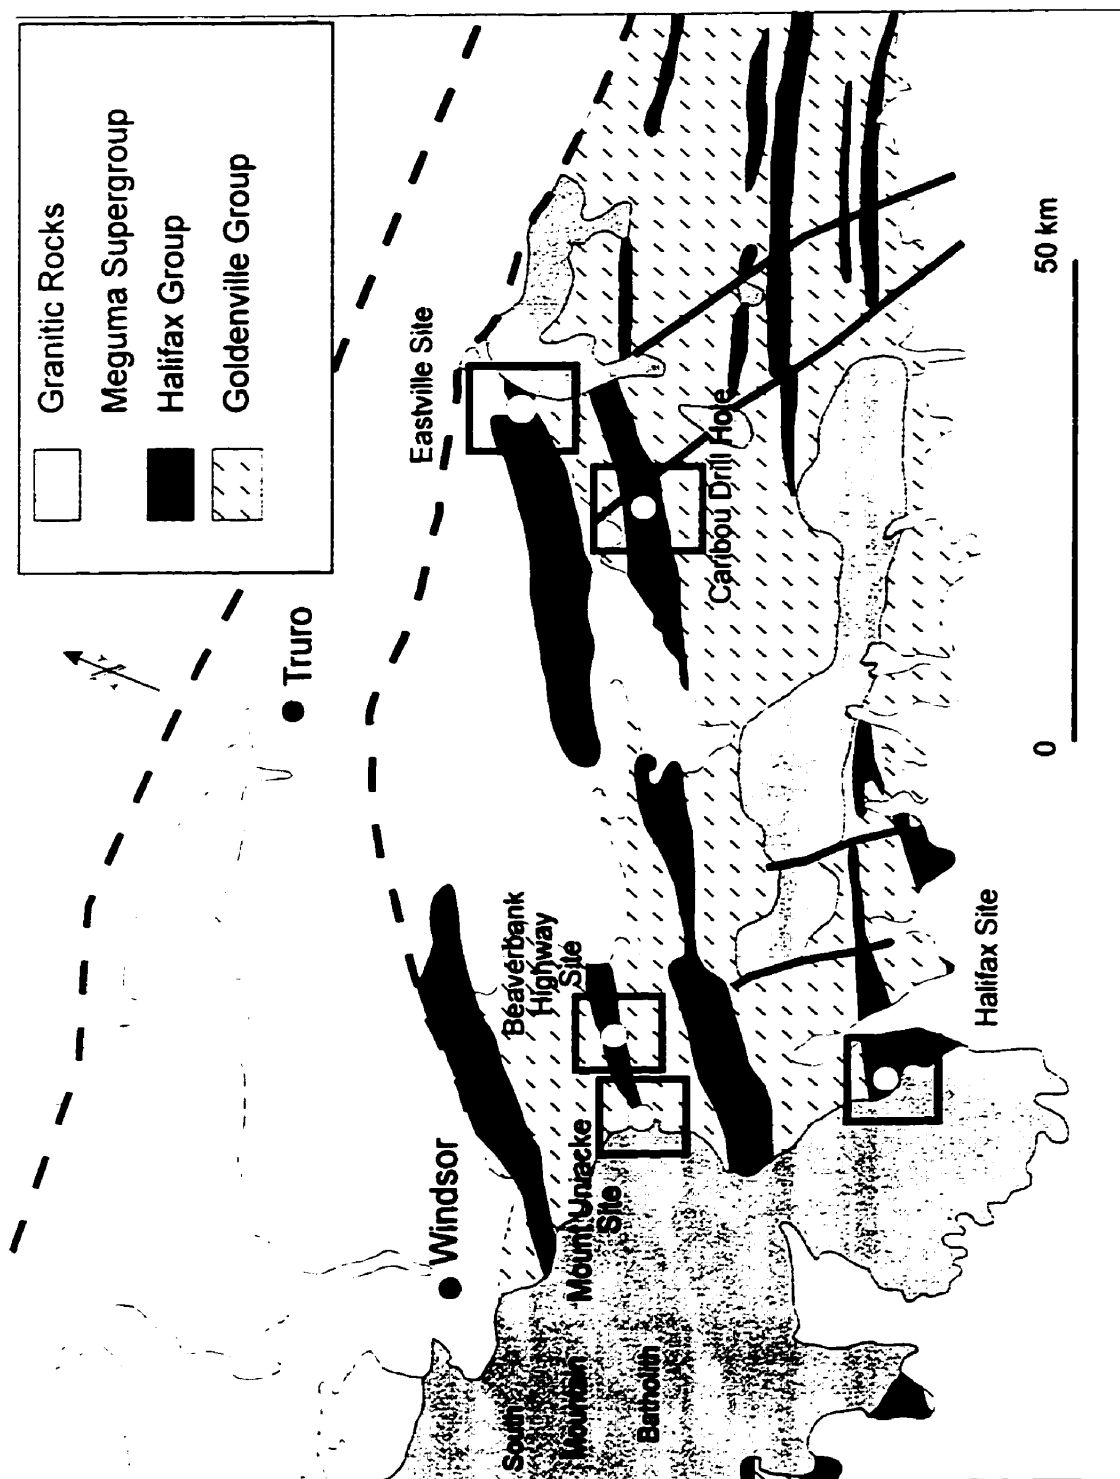 Granitic Rocks
Meguma Supergroup
Halifax Group
Goldenville Group
Truro
Windsor
Eastville Site
Caribou Drill Hole
Beaverbank
Highway
Site
Mount Uniacke
Site
South
Mountain
Batholith
Halifax Site
0
50 km